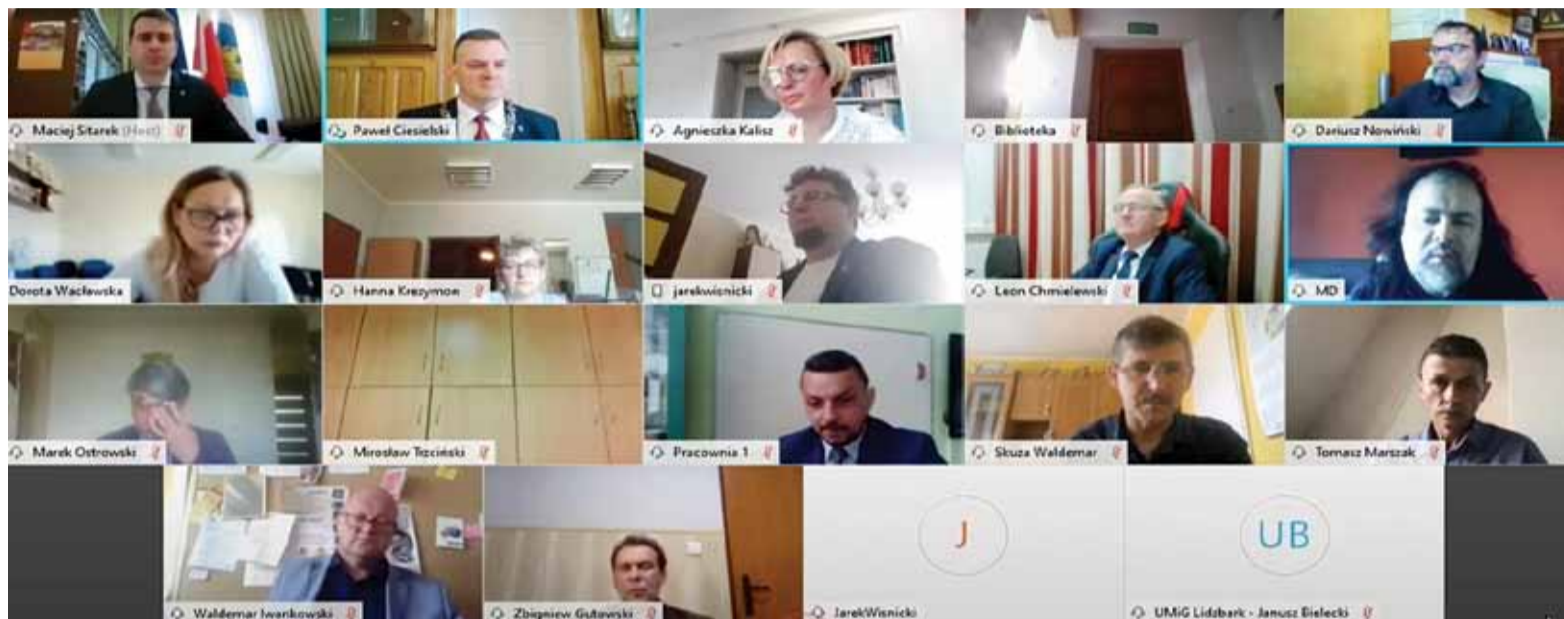 Maciej Sitarek (Host)
Paweł Ciesielski
Agnieszka Kalisz
Biblioteka
Dariusz Nowiński
Dorota Wacławska
Hanna Krezymon
jarekwisnicki
Leon Chmielewski
MD
Marek Ostrowski
Mirosław Trzciński
Pracownia 1
Skuza Waldemar
Tomasz Marszak
Waldemar Iwankowski
Zbigniew Gutowski
J
JarekWisnicki
UB
UMiG Lidzbark - Janusz Bielecki